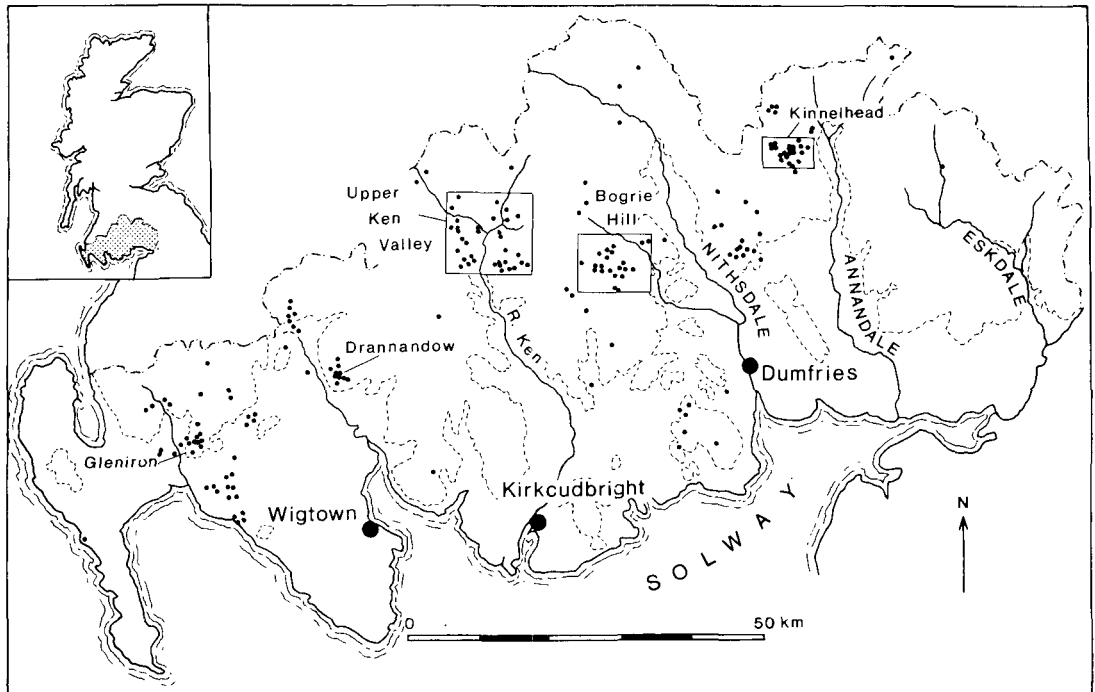 Kinnelhead
Upper
Ken
Valley
Bogrie
Hill
NITHSDALE
ANNANDALE
ESKDALE
R Ken
Drannandow
Dumfries
Gleniron
Kirkcudbright
Wigtown
SOLWAY
N
0
50 km